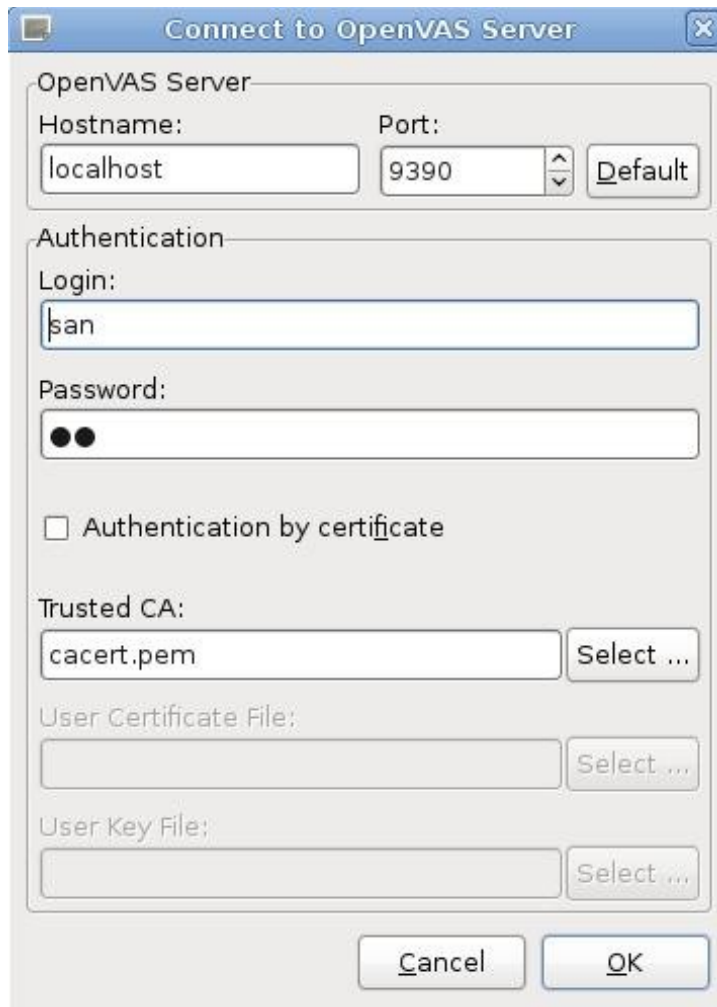 Connect to OpenVAS Server
OpenVAS Server
Hostname: Port:
localhost 9390 Default
Authentication
Login:
san
Password:
●●
Authentication by certificate
Trusted CA:
cacert.pem Select ...
User Certificate File:
Select ...
User Key File:
Select ...
Cancel OK